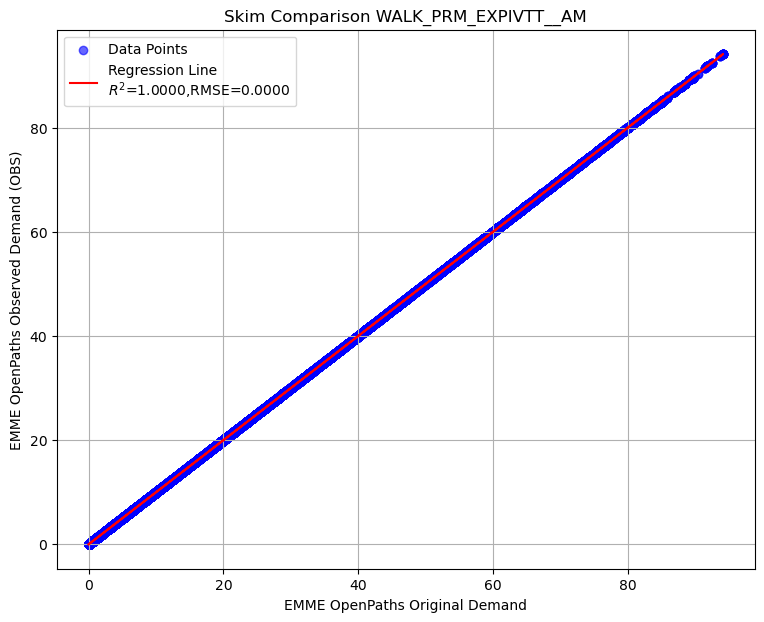 Skim Comparison WALK_PRM_EXPIVTT__AM
Data Points
Regression Line
R²=1.0000,RMSE=0.0000
80
60
40
20
0
EMME OpenPaths Observed Demand (OBS)
0 20 40 60 80
EMME OpenPaths Original Demand